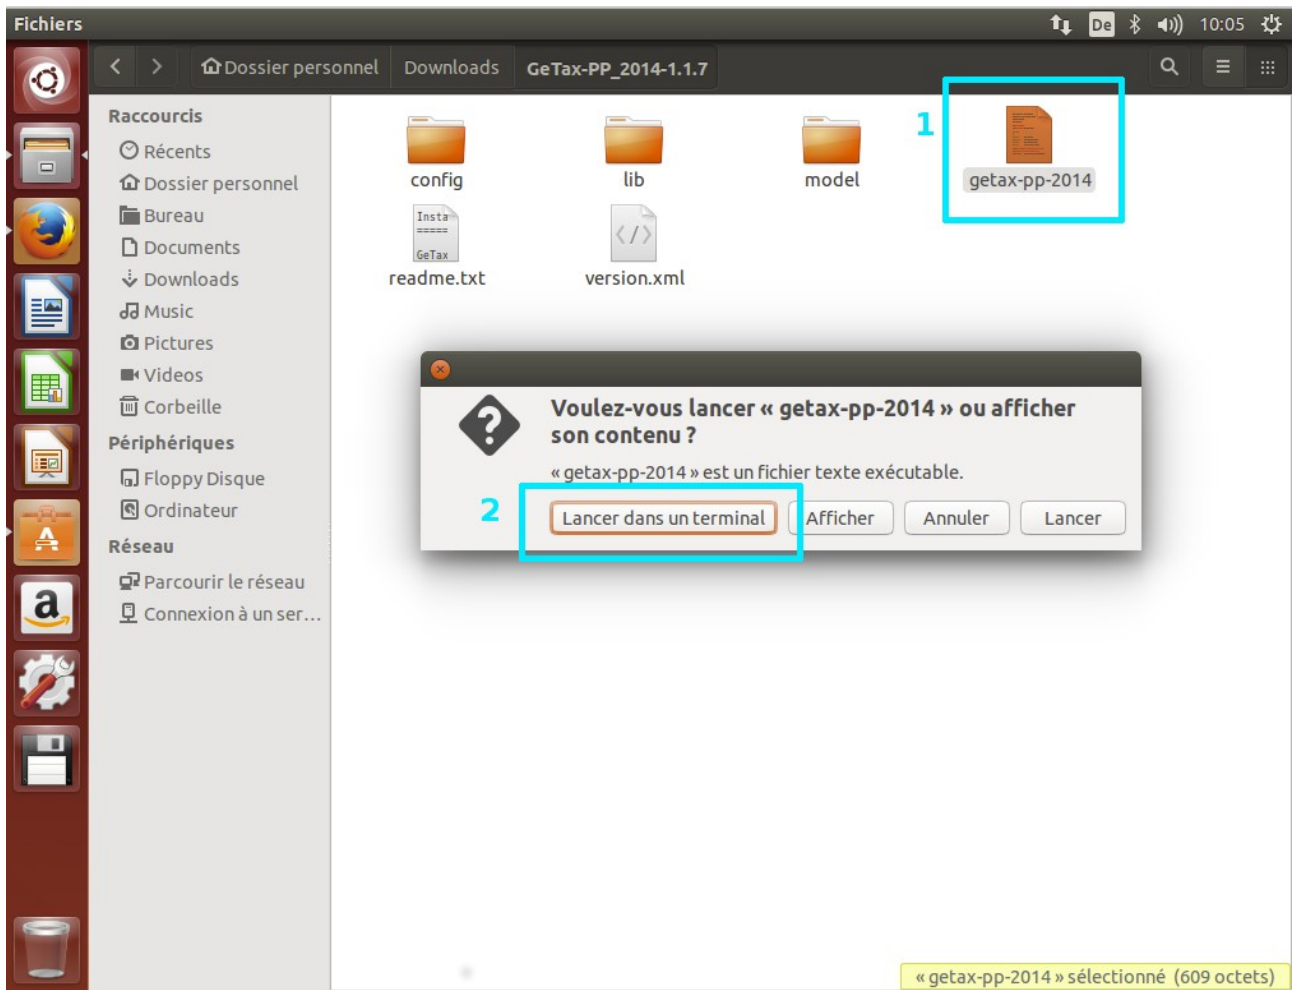 Fichiers
De
10:05
Dossier personnel
Downloads
GeTax-PP_2014-1.1.7
Raccourcis
Récents
Dossier personnel
Bureau
Documents
Downloads
Music
Pictures
Videos
Corbeille
Périphériques
Floppy Disque
Ordinateur
Réseau
Parcourir le réseau
Connexion à un ser...
config
lib
model
1
getax-pp-2014
Insta
=====
GeTax
readme.txt
</>
version.xml
Voulez-vous lancer « getax-pp-2014 » ou afficher
son contenu ?
« getax-pp-2014 » est un fichier texte exécutable.
2
Lancer dans un terminal
Afficher
Annuler
Lancer
a
« getax-pp-2014 » sélectionné (609 octets)